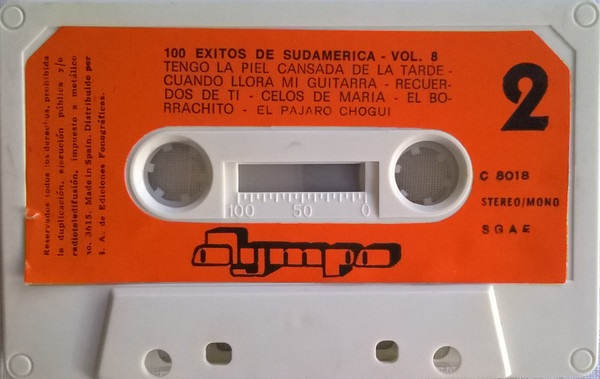 100 EXITOS DE SUDAMERICA - VOL. 8
TENGO LA PIEL CANSADA DE LA TARDE -
CUANDO LLORA MI GUITARRA - RECUER-
DOS DE TI - CELOS DE MARIA - EL BO-
RRACHITO - EL PAJARO CHOGUI
2
C 8018
STEREO/MONO
SGAE
100 50 0
Olympo
Reservados todos los derechos, prohibida
la duplicación, ejecución pública y/o
radioteledifusión, impuesto a metálico
no. 3615. Made in Spain. Distribuido por
S. A. de Ediciones Fonográficas.